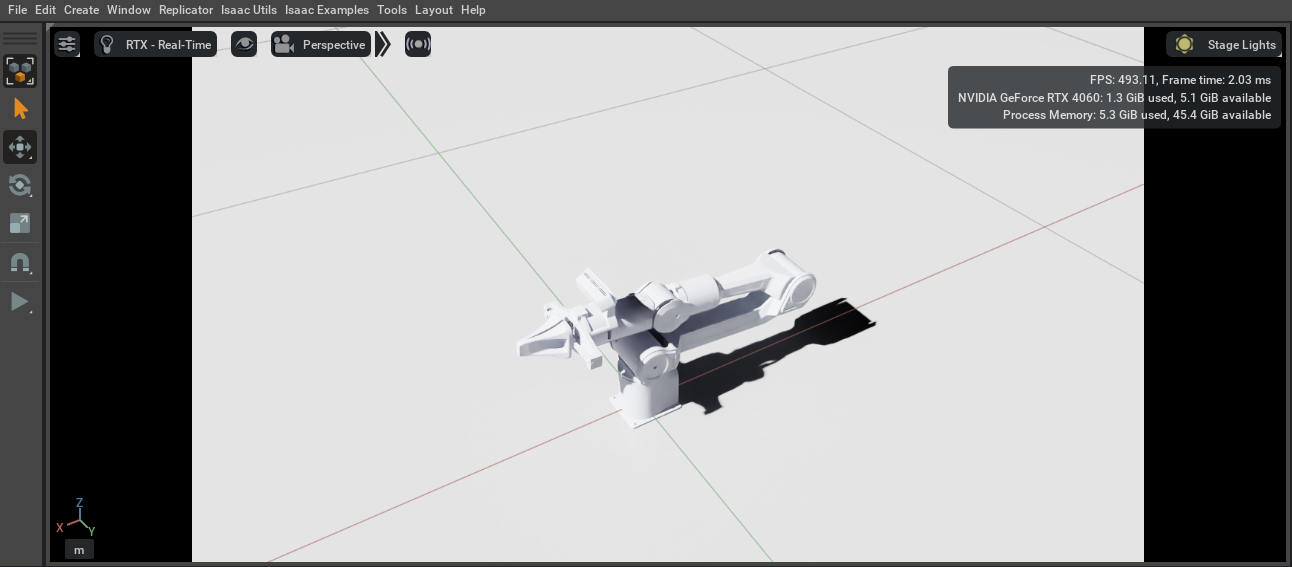 File Edit Create Window Replicator Isaac Utils Isaac Examples Tools Layout Help
RTX - Real-Time Perspective Stage Lights
FPS: 493.11, Frame time: 2.03 ms
NVIDIA GeForce RTX 4060: 1.3 GiB used, 5.1 GiB available
Process Memory: 5.3 GiB used, 45.4 GiB available
Z
X
Y
m